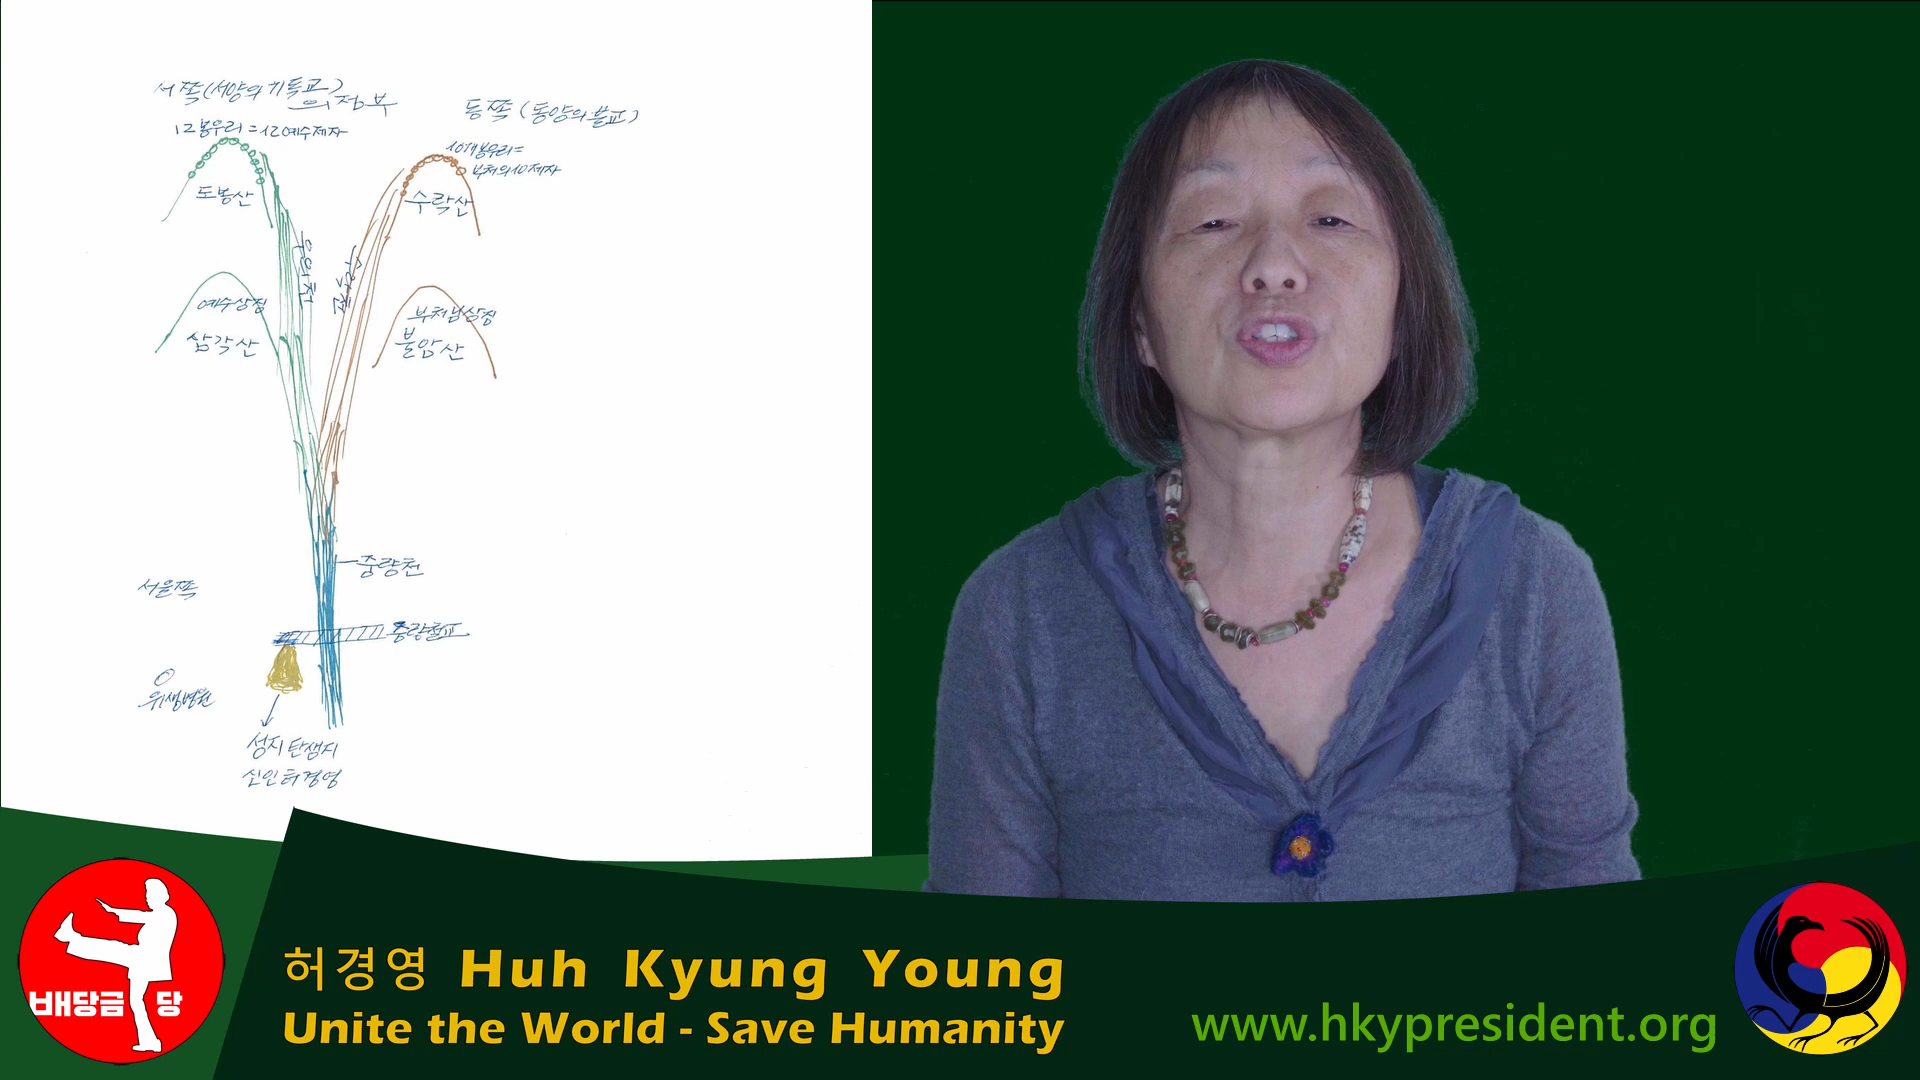 서쪽(서양의 기독교)
의 정부
12봉우리=12예수제자
도봉산
동쪽(동양의 불교)
10개봉우리=
부처의10제자
수락산
예수상징
삼각산
부처님상징
불암산
중량천
서울쪽
중량철교
위생병원
성지탄생지
신인허경영
배당금당
허경영 Huh Kyung Young
Unite the World - Save Humanity
www.hkypresident.org